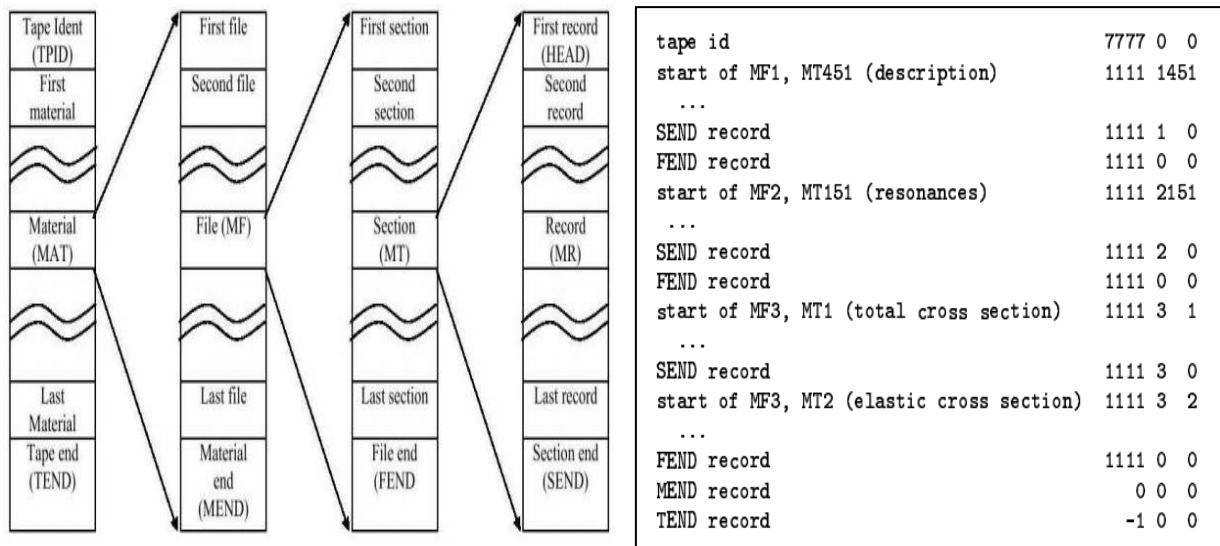 Tape Ident
(TPID)
First
material
Material
(MAT)
Last
Material
Tape end
(TEND)
First file
Second file
File (MF)
Last file
Material
end
(MEND)
First section
Second
section
Section
(MT)
Last section
File end
(FEND
First record
(HEAD)
Second
record
Record
(MR)
Last record
Section end
(SEND)
tape id 7777 0 0
start of MF1, MT451 (description) 1111 1451
...
SEND record 1111 1 0
FEND record 1111 0 0
start of MF2, MT151 (resonances) 1111 2151
...
SEND record 1111 2 0
FEND record 1111 0 0
start of MF3, MT1 (total cross section) 1111 3 1
...
SEND record 1111 3 0
start of MF3, MT2 (elastic cross section) 1111 3 2
...
FEND record 1111 0 0
MEND record 0 0 0
TEND record -1 0 0